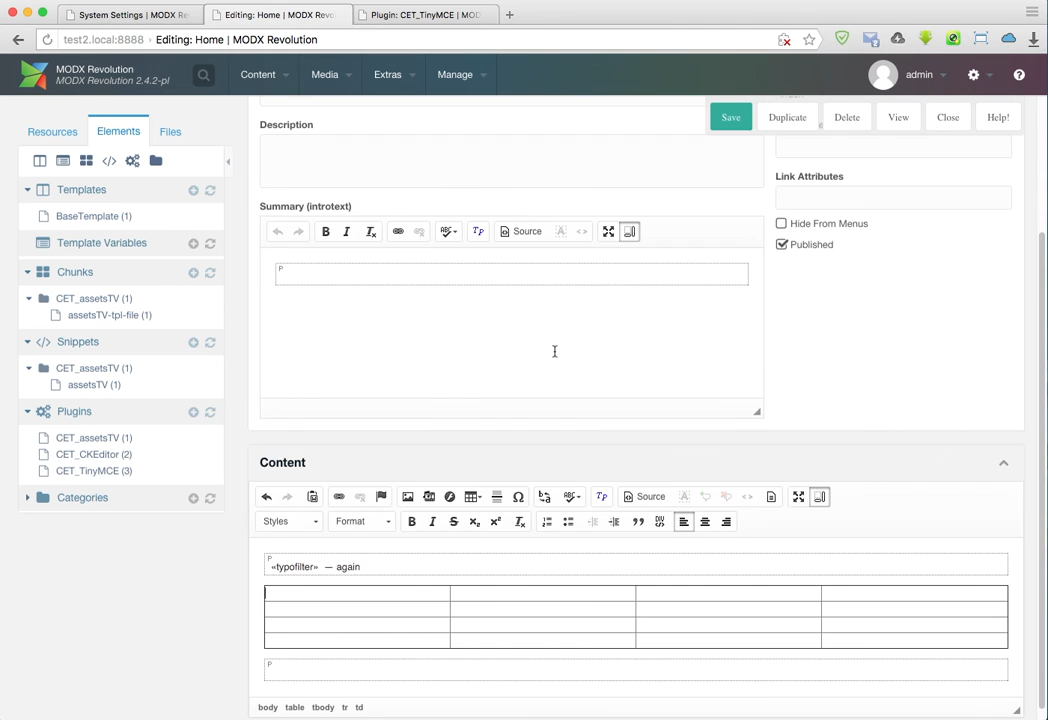 System Settings | MODX Re
Editing: Home | MODX Revo
Plugin: CET_TinyMCE | MOD
test2.local:8888
Editing: Home | MODX Revolution
MODX Revolution
MODX Revolution 2.4.2-pl
Content
Media
Extras
Manage
admin
Resources
Elements
Files
Save
Duplicate
Delete
View
Close
Help!
Templates
BaseTemplate (1)
Template Variables
Chunks
CET_assetsTV (1)
assetsTV-tpl-file (1)
Snippets
CET_assetsTV (1)
assetsTV (1)
Plugins
CET_assetsTV (1)
CET_CKEditor (2)
CET_TinyMCE (3)
Categories
Description
Summary (introtext)
Source
P
Link Attributes
Hide From Menus
Published
Content
Source
Styles
Format
P
«typofilter» — again
P
body table tbody tr td